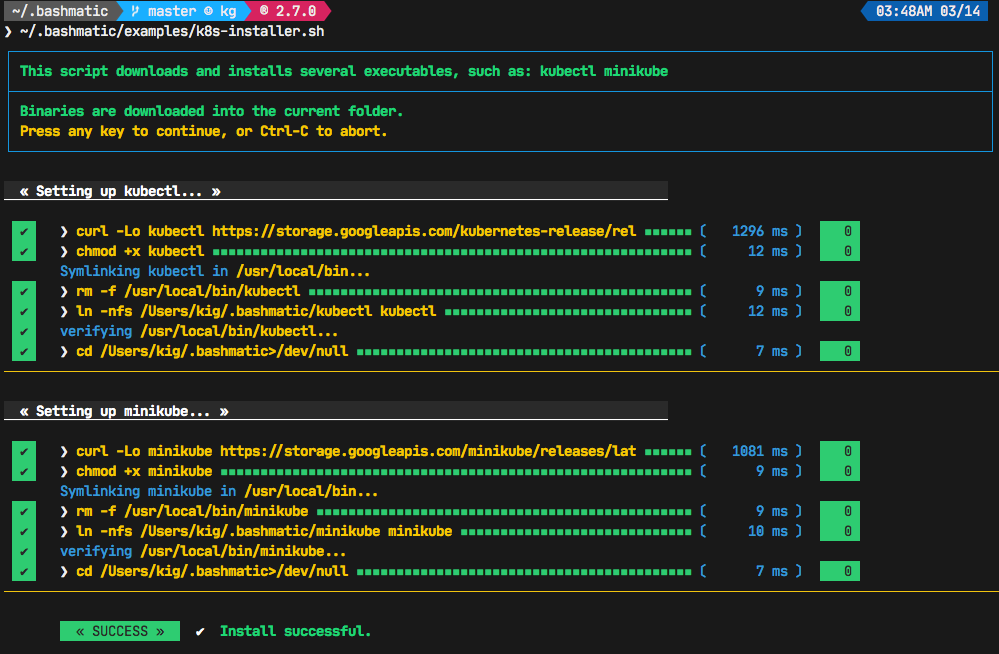 ~/.bashmatic master ☺ kg 2.7.0 03:48AM 03/14
❯ ~/.bashmatic/examples/k8s-installer.sh
This script downloads and installs several executables, such as: kubectl minikube
Binaries are downloaded into the current folder.
Press any key to continue, or Ctrl-C to abort.
« Setting up kubectl... »
✔ ❯ curl -Lo kubectl https://storage.googleapis.com/kubernetes-release/rel ( 1296 ms ) 0
✔ ❯ chmod +x kubectl ( 12 ms ) 0
Symlinking kubectl in /usr/local/bin...
✔ ❯ rm -f /usr/local/bin/kubectl ( 9 ms ) 0
✔ ❯ ln -nfs /Users/kig/.bashmatic/kubectl kubectl ( 12 ms ) 0
✔ verifying /usr/local/bin/kubectl...
✔ ❯ cd /Users/kig/.bashmatic>/dev/null ( 7 ms ) 0
« Setting up minikube... »
✔ ❯ curl -Lo minikube https://storage.googleapis.com/minikube/releases/lat ( 1081 ms ) 0
✔ ❯ chmod +x minikube ( 9 ms ) 0
Symlinking minikube in /usr/local/bin...
✔ ❯ rm -f /usr/local/bin/minikube ( 9 ms ) 0
✔ ❯ ln -nfs /Users/kig/.bashmatic/minikube minikube ( 10 ms ) 0
✔ verifying /usr/local/bin/minikube...
✔ ❯ cd /Users/kig/.bashmatic>/dev/null ( 7 ms ) 0
« SUCCESS » ✔ Install successful.